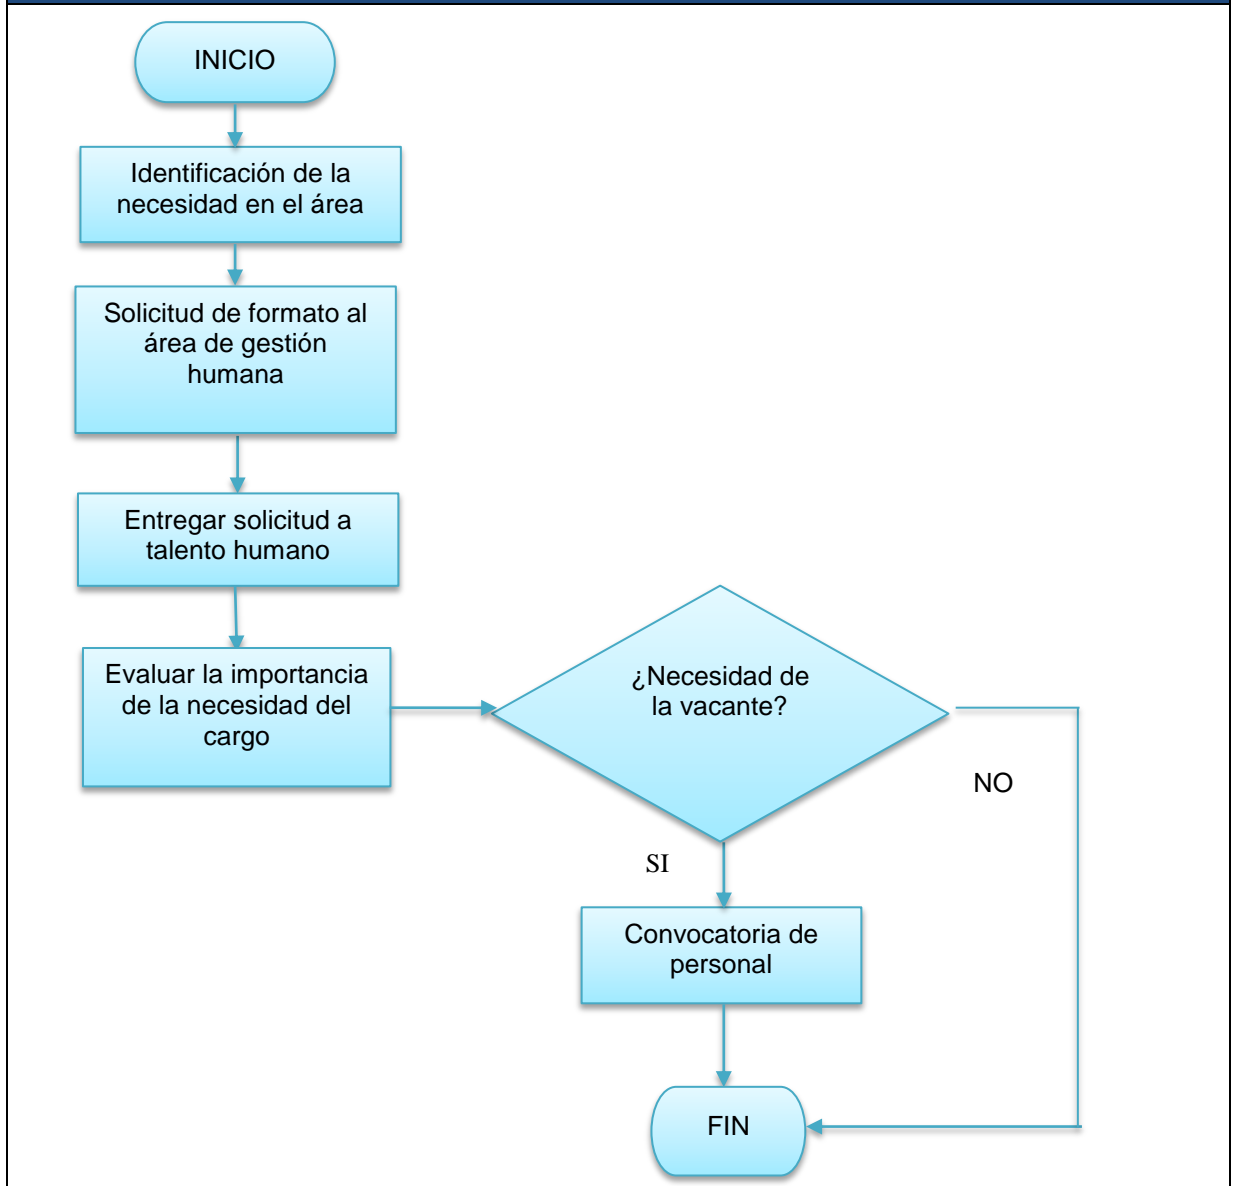 INICIO
Identificación de la
necesidad en el área
Solicitud de formato al
área de gestión
humana
Entregar solicitud a
talento humano
Evaluar la importancia
de la necesidad del
cargo
¿Necesidad de
la vacante?
NO
SI
Convocatoria de
personal
FIN